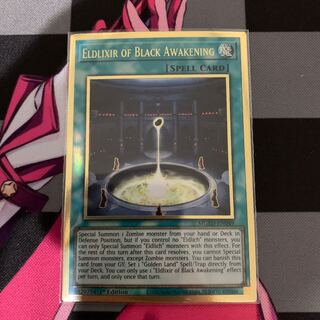 Eldlixir of Black Awakening
[Spell Card]
Special Summon 1 Zombie monster from your hand or Deck in
Defense Position, but if you control no "Eldlich" monsters, you
can only Special Summon "Eldlich" monsters with this effect. For
the rest of this turn after this card resolves, you cannot Special
Summon monsters, except Zombie monsters. You can banish this
card from your GY; Set 1 "Golden Land" Spell/Trap directly from
your Deck. You can only use 1 "Eldlixir of Black Awakening" effect
per turn, and only once that turn.
1st Edition